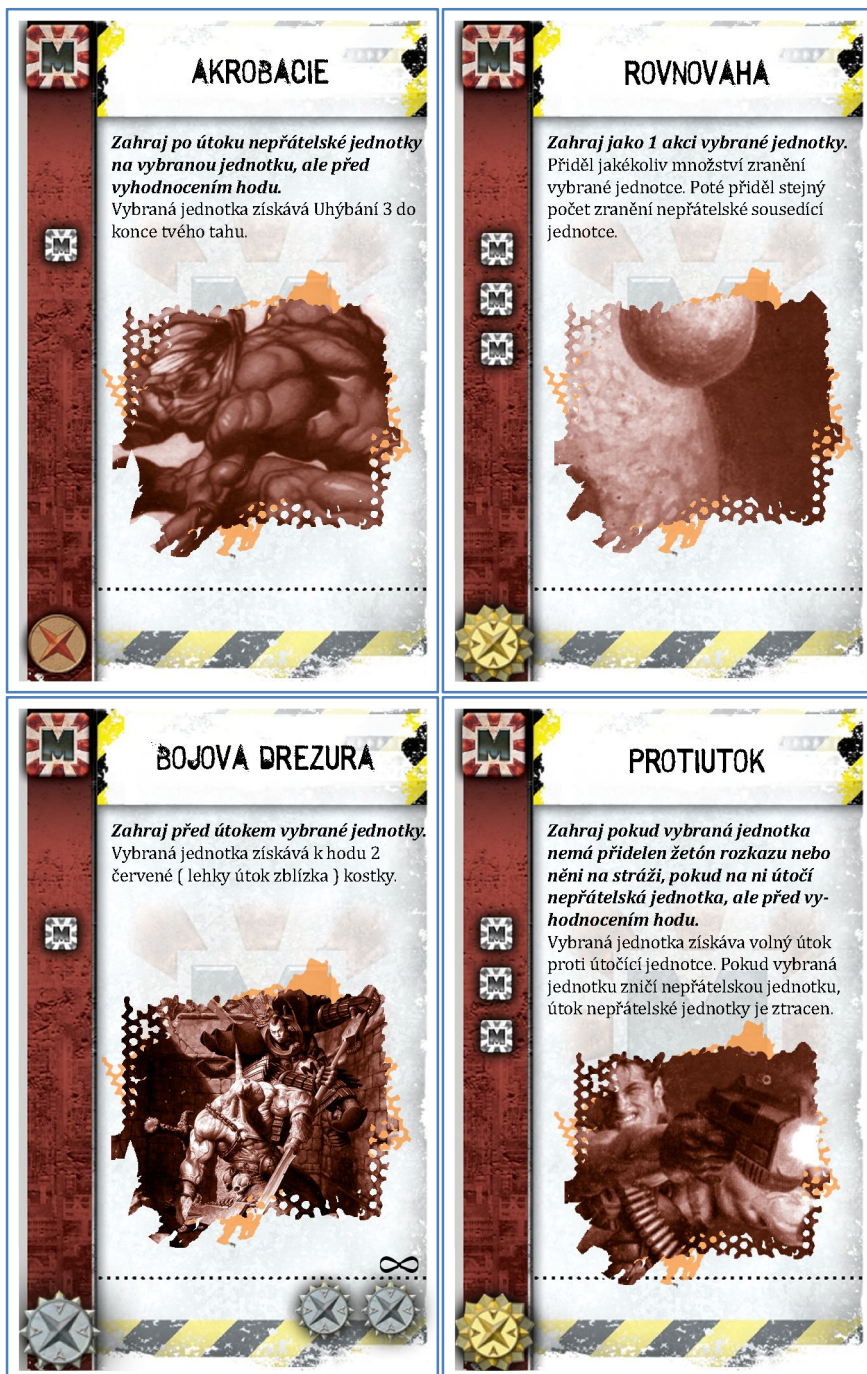 AKROBACIE
Zahraj po útoku nepřátelské jednotky
na vybranou jednotku, ale před
vyhodnocením hodu.
Vybraná jednotka získává Uhýbání 3 do
konce tvého tahu.
ROVNOVAHA
Zahraj jako 1 akci vybrané jednotky.
Přiděl jakékoliv množství zranění
vybrané jednotce. Poté přiděl stejný
počet zranění nepřátelské sousedící
jednotce.
BOJOVA DREZURA
Zahraj před útokem vybrané jednotky.
Vybraná jednotka získává k hodu 2
červené ( lehky útok zblízka ) kostky.
∞
PROTIUTOK
Zahraj pokud vybraná jednotka
nemá přidelen žetón rozkazu nebo
něni na stráži, pokud na ni útočí
nepřátelská jednotka, ale před vy-
hodnocením hodu.
Vybraná jednotka získáva volný útok
proti útočící jednotce. Pokud vybraná
jednotku zničí nepřátelskou jednotku,
útok nepřátelské jednotky je ztracen.